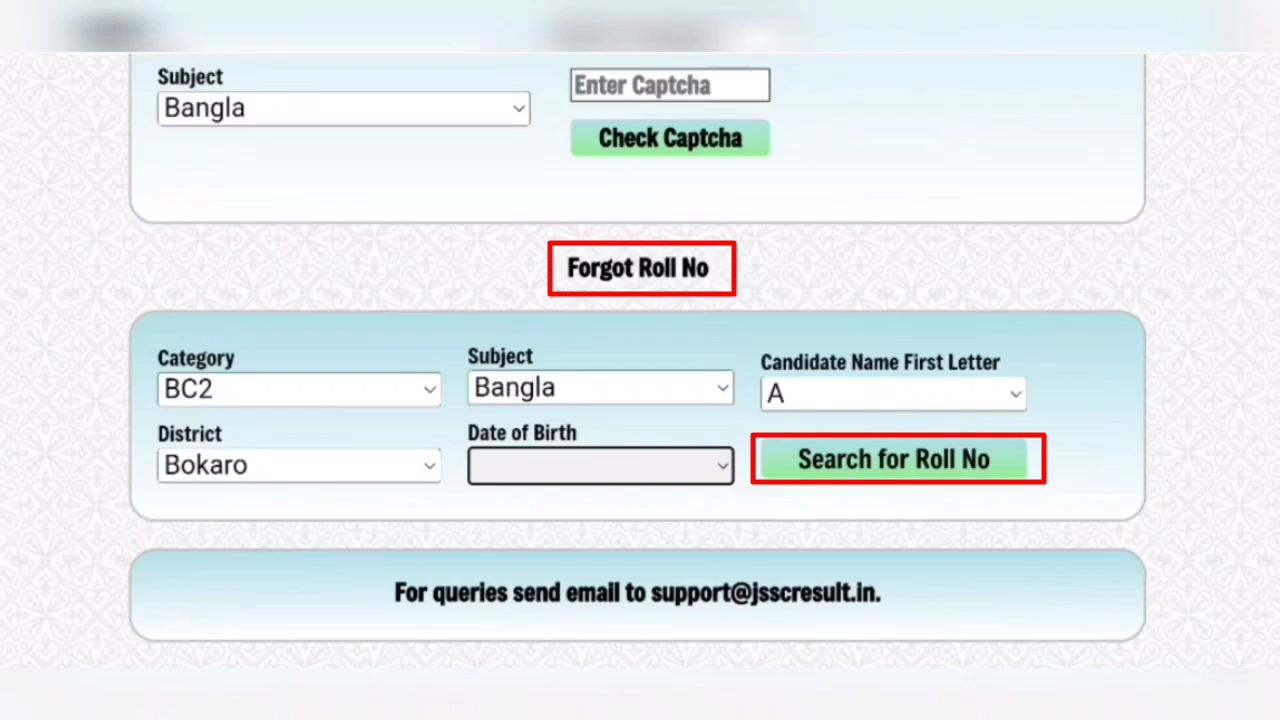 Subject
Bangla
Enter Captcha
Check Captcha
Forgot Roll No
Category
Subject
Candidate Name First Letter
BC2
Bangla
A
District
Date of Birth
Bokaro
Search for Roll No
For queries send email to support@jsscresult.in.